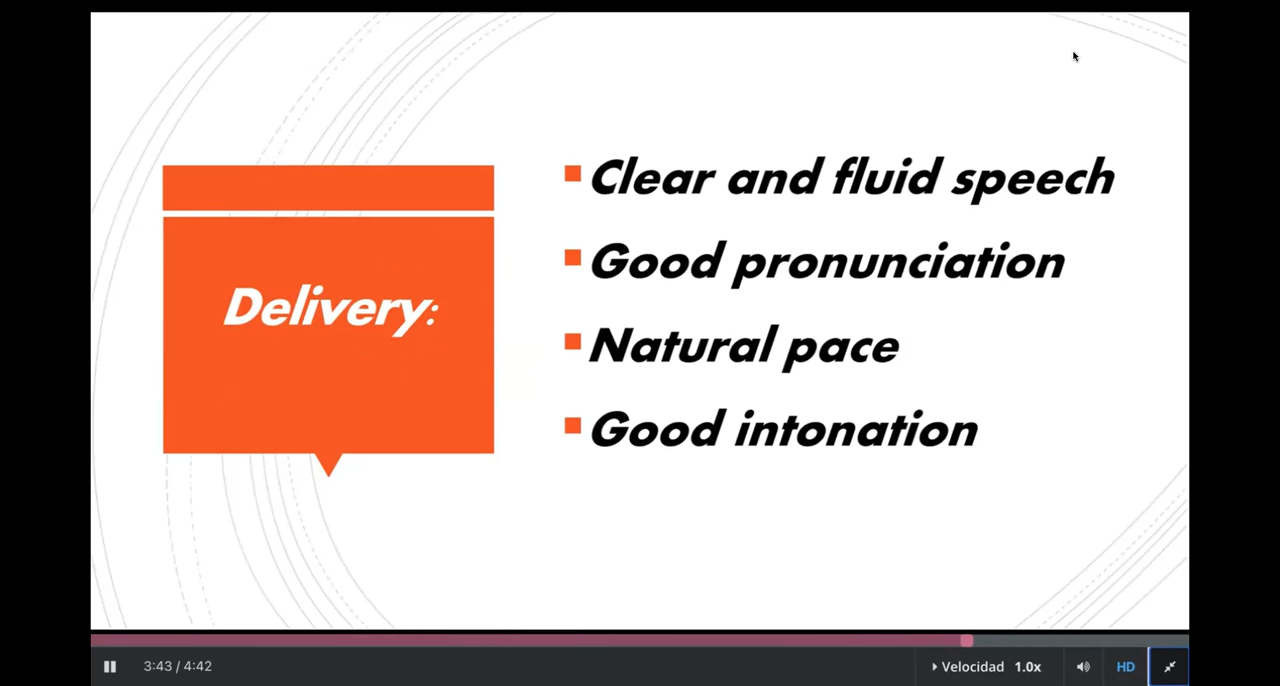 Delivery:
Clear and fluid speech
Good pronunciation
Natural pace
Good intonation
3:43 / 4:42
Velocidad 1.0x
HD